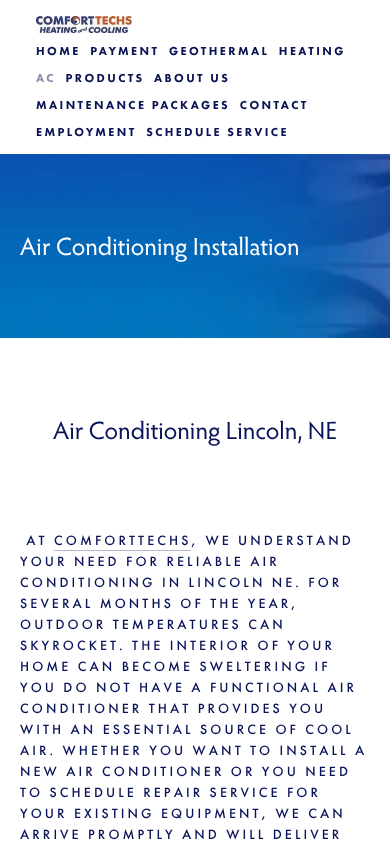 COMFORTTECHS
HEATING and COOLING
HOME PAYMENT GEOTHERMAL HEATING
AC PRODUCTS ABOUT US
MAINTENANCE PACKAGES CONTACT
EMPLOYMENT SCHEDULE SERVICE
Air Conditioning Installation
Air Conditioning Lincoln, NE
AT COMFORTTECHS, WE UNDERSTAND
YOUR NEED FOR RELIABLE AIR
CONDITIONING IN LINCOLN NE. FOR
SEVERAL MONTHS OF THE YEAR,
OUTDOOR TEMPERATURES CAN
SKYROCKET. THE INTERIOR OF YOUR
HOME CAN BECOME SWELTERING IF
YOU DO NOT HAVE A FUNCTIONAL AIR
CONDITIONER THAT PROVIDES YOU
WITH AN ESSENTIAL SOURCE OF COOL
AIR. WHETHER YOU WANT TO INSTALL A
NEW AIR CONDITIONER OR YOU NEED
TO SCHEDULE REPAIR SERVICE FOR
YOUR EXISTING EQUIPMENT, WE CAN
ARRIVE PROMPTLY AND WILL DELIVER